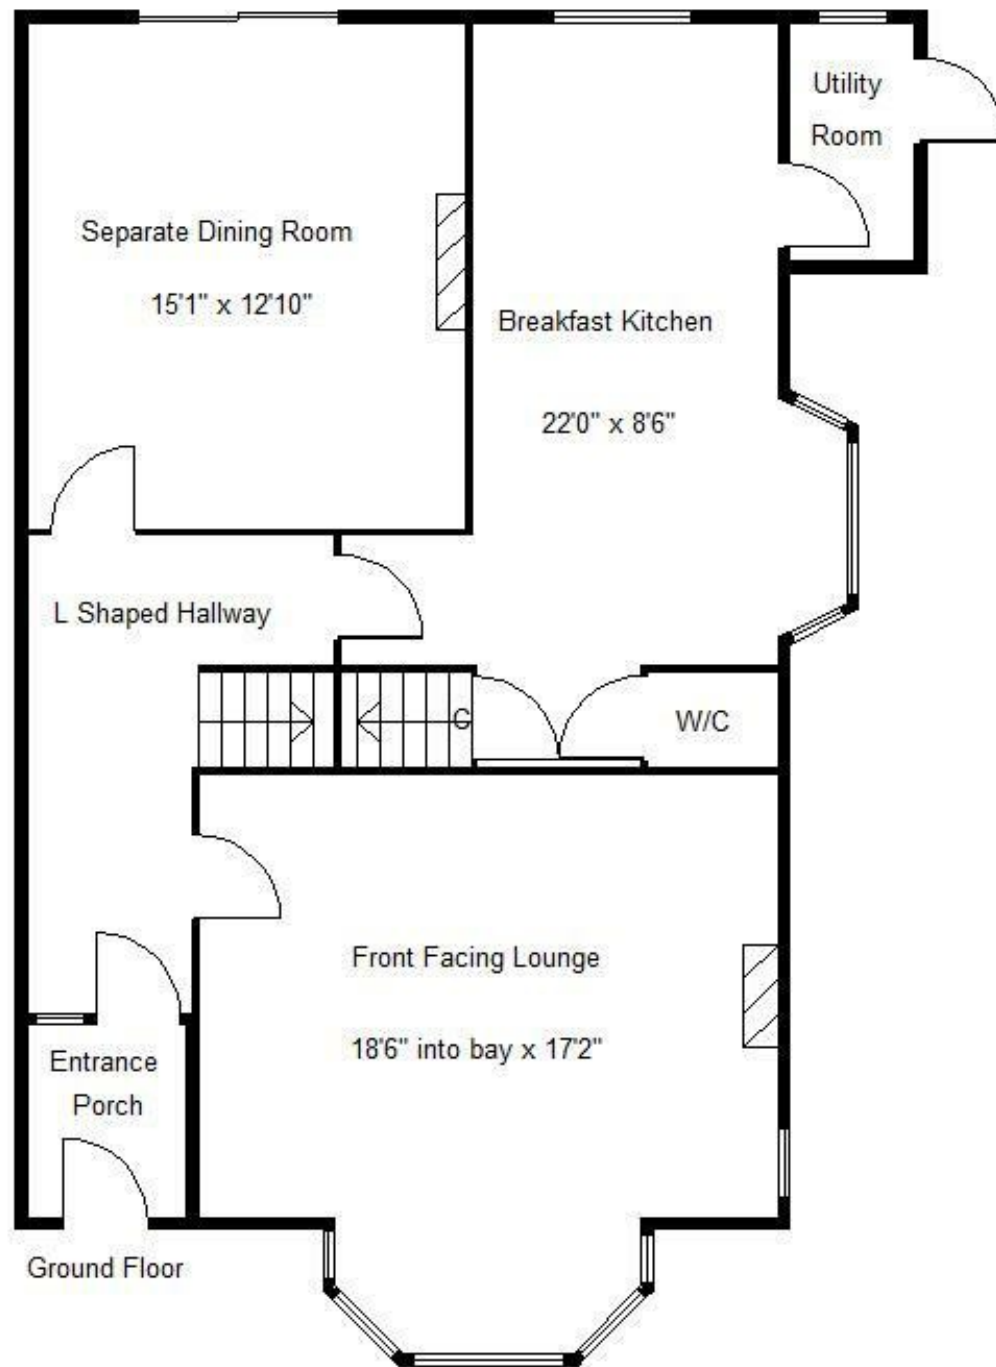 Utility
Room
Separate Dining Room
15'1" x 12'10"
Breakfast Kitchen
22'0" x 8'6"
L Shaped Hallway
C
W/C
Front Facing Lounge
18'6" into bay x 17'2"
Entrance
Porch
Ground Floor